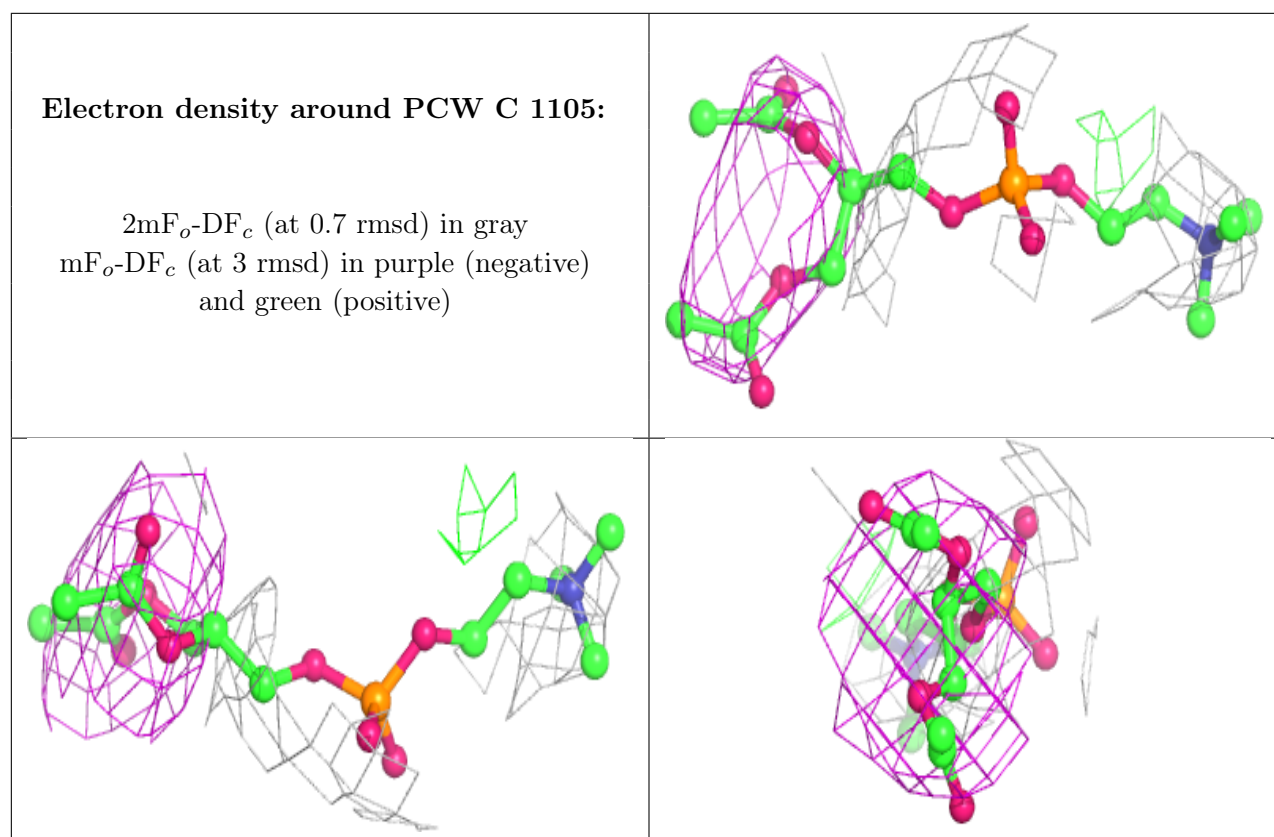 Electron density around PCW C 1105:
2mFo-DFc (at 0.7 rmsd) in gray
mFo-DFc (at 3 rmsd) in purple (negative)
and green (positive)